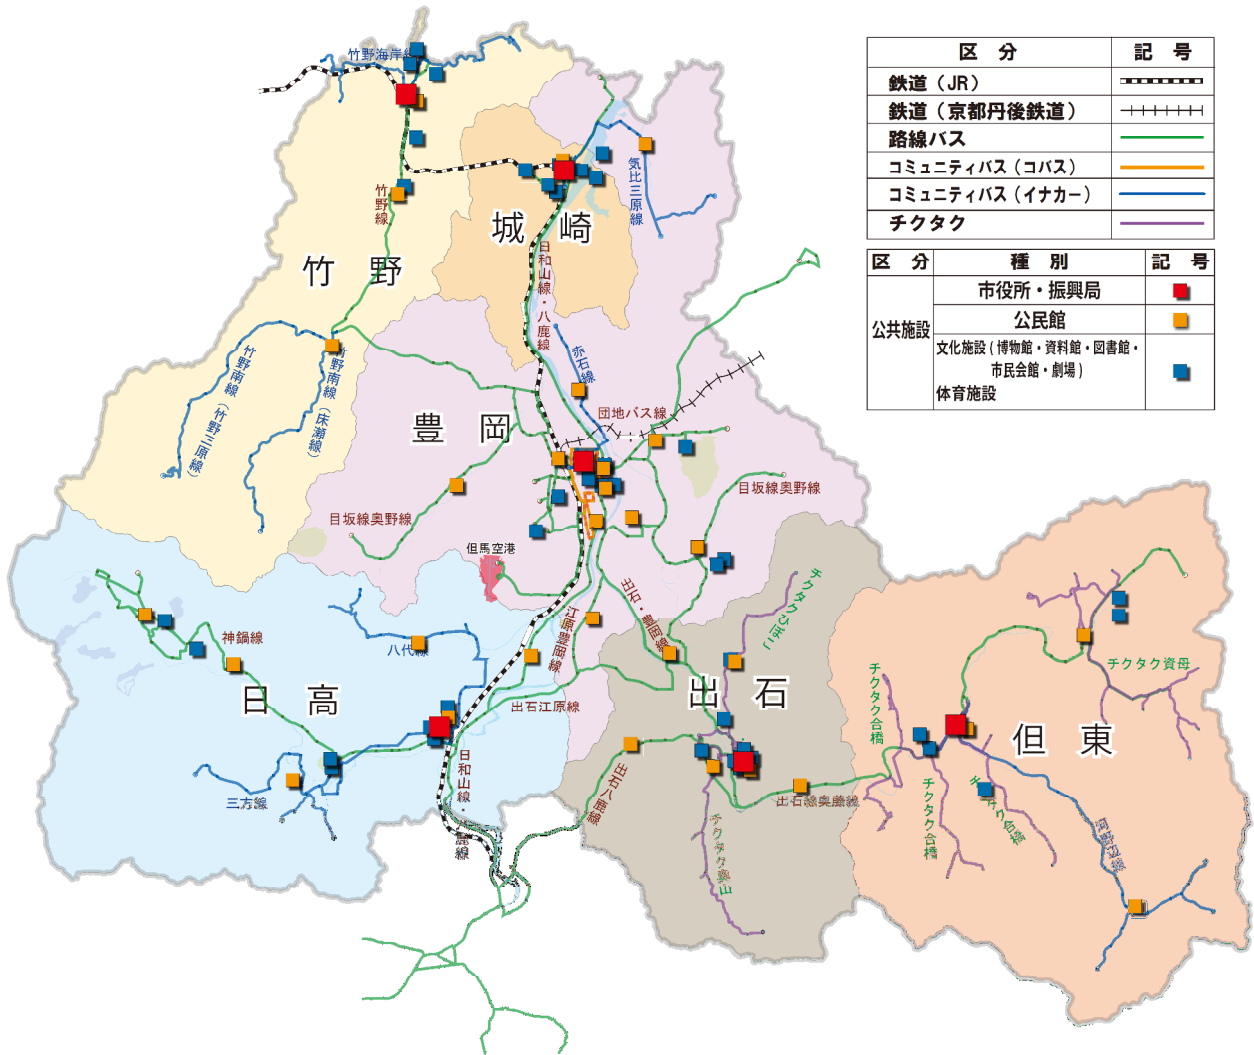 区　分
記　号
鉄道（JR）
鉄道（京都丹後鉄道）
路線バス
コミュニティバス（コバス）
コミュニティバス（イナカー）
チクタク
区　分
種　別
記　号
公共施設
市役所・振興局
公民館
文化施設(博物館・資料館・図書館・
市民会館・劇場)
体育施設
竹野海岸線
竹野線
気比三原線
城　崎
竹　野
日和山線・八鹿線
赤石線
竹野南線（竹野三原線）
竹野南線（床瀬線）
団地バス線
豊　岡
目坂線奥野線
目坂線奥野線
但馬空港
江原豊岡線
チクタクひぼこ
神鍋線
八代線
日　高
出石江原線
出　石
チクタク資母
チクタク合橋
但　東
日和山線・八鹿線
三方線
出石八鹿線
出石線奥藤線
チクタク合橋
チクタク合橋
チクタク奥山